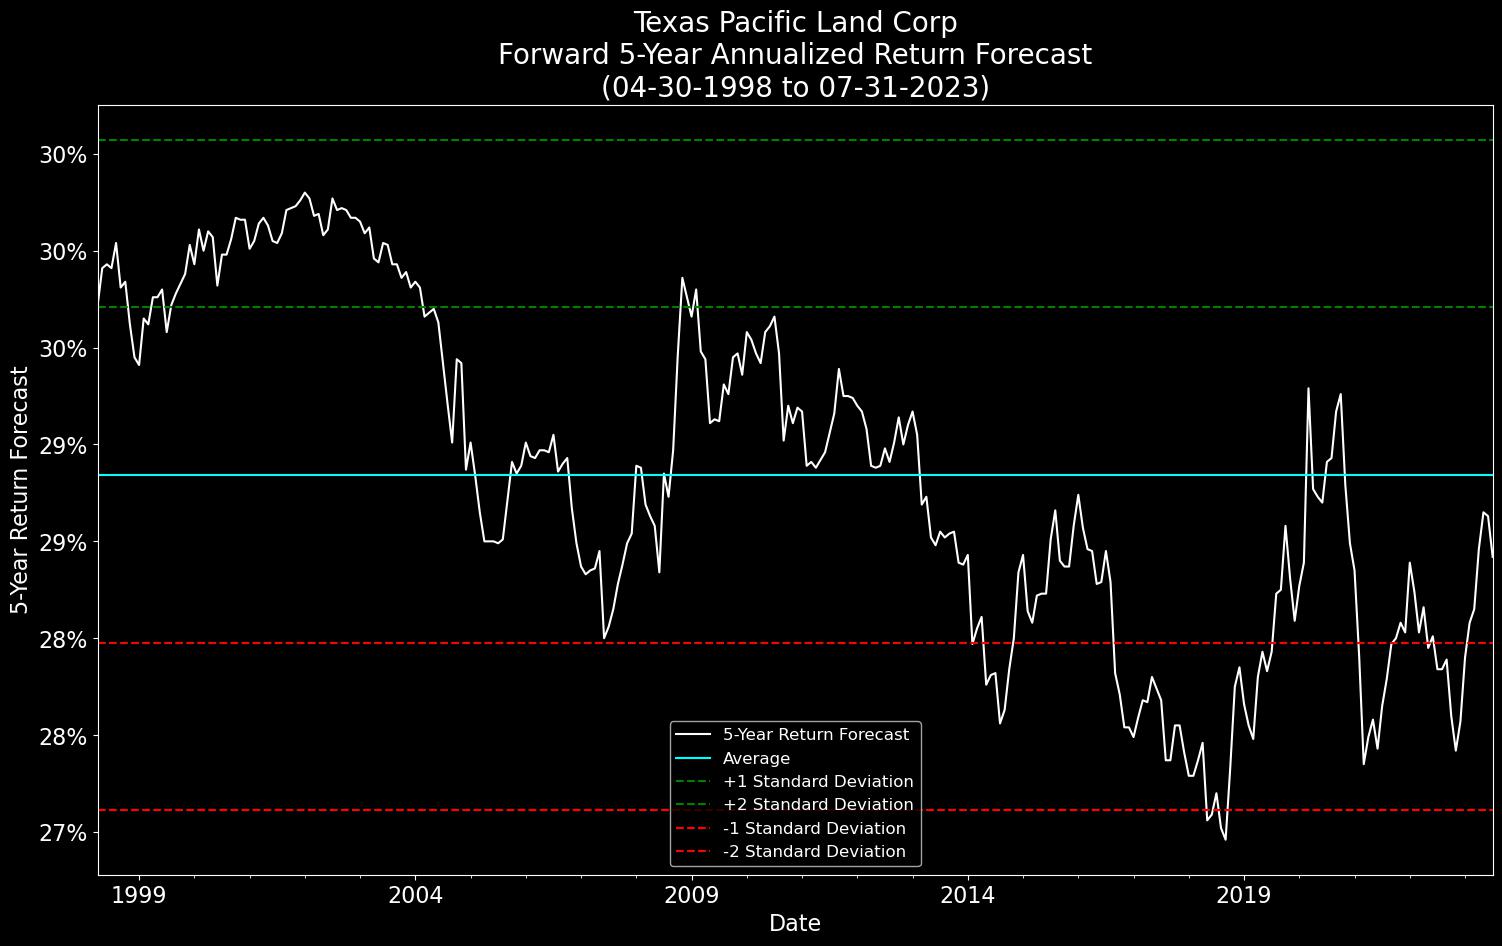 Texas Pacific Land Corp
Forward 5-Year Annualized Return Forecast
(04-30-1998 to 07-31-2023)
5-Year Return Forecast
30%
30%
30%
29%
29%
28%
28%
27%
5-Year Return Forecast
Average
+1 Standard Deviation
+2 Standard Deviation
-1 Standard Deviation
-2 Standard Deviation
1999
2004
2009
2014
2019
Date